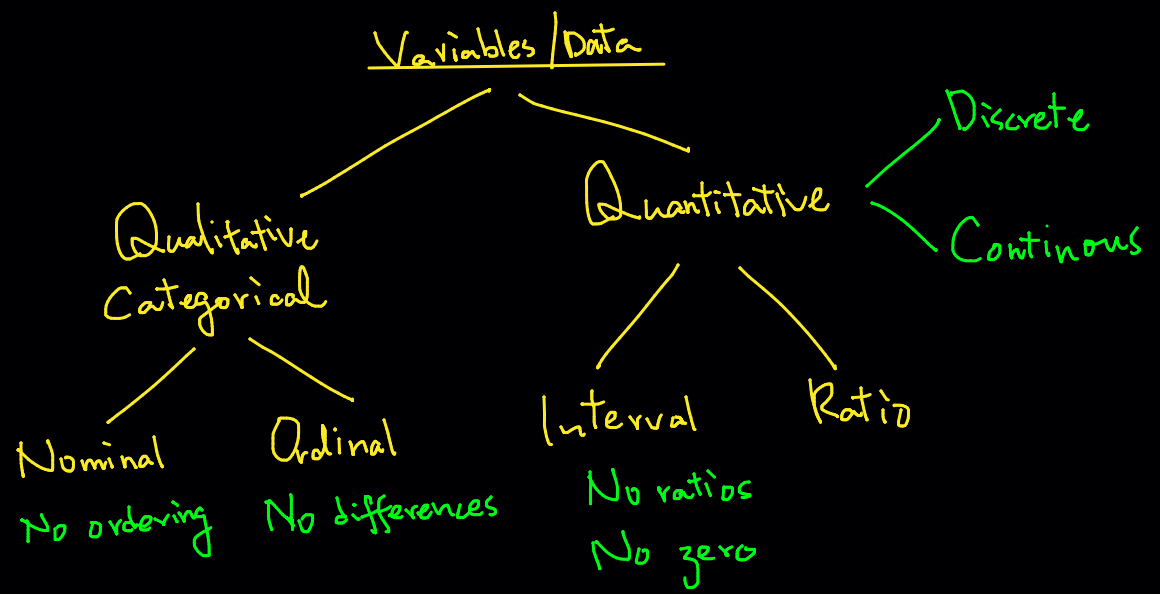 Variables/Data
Discrete
Quantitative
Continous
Qualitative
Categorical
Interval
Ratio
Nominal
Ordinal
No ratios
No ordering
No differences
No zero